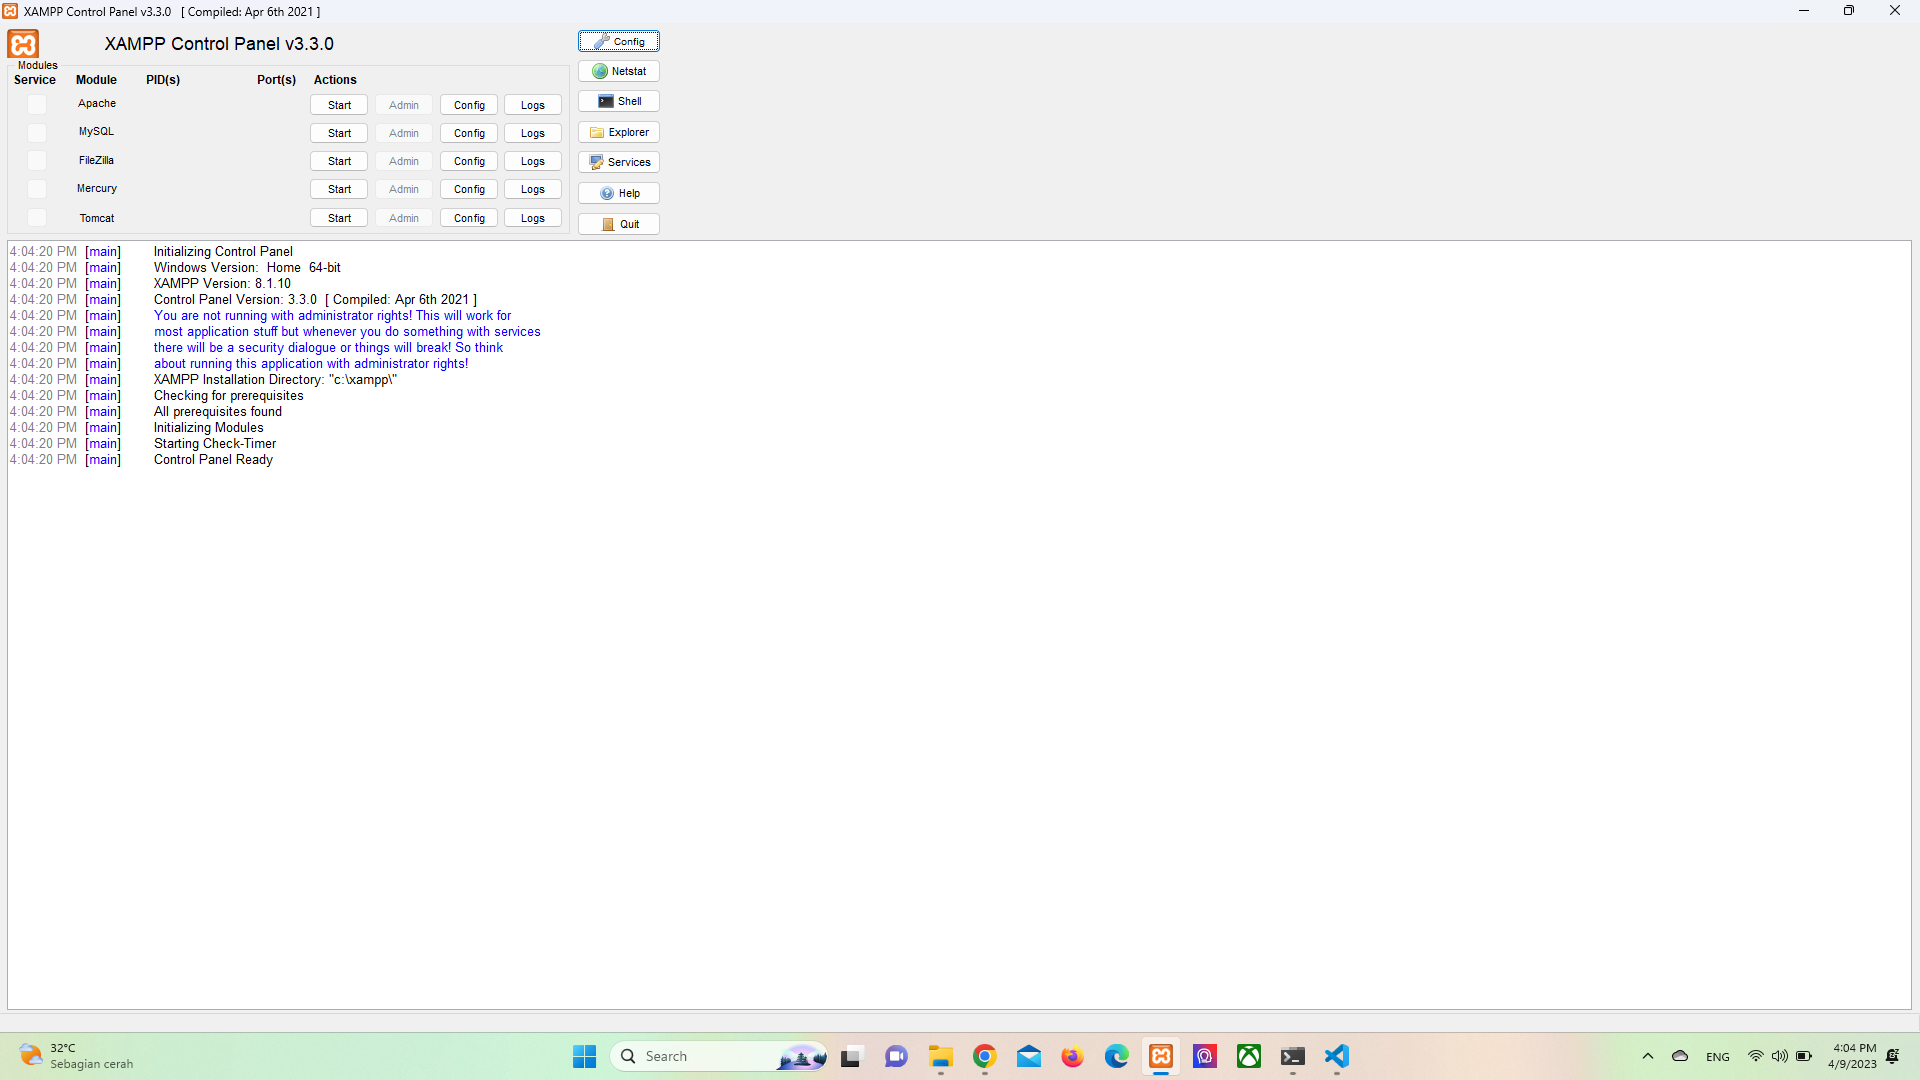 XAMPP Control Panel v3.3.0 [ Compiled: Apr 6th 2021 ]
XAMPP Control Panel v3.3.0
Config
Modules
Service Module PID(s) Port(s) Actions
Netstat
Apache Start Admin Config Logs
Shell
MySQL Start Admin Config Logs
Explorer
FileZilla Start Admin Config Logs
Services
Mercury Start Admin Config Logs
Help
Tomcat Start Admin Config Logs
Quit
4:04:20 PM [main] Initializing Control Panel
4:04:20 PM [main] Windows Version: Home 64-bit
4:04:20 PM [main] XAMPP Version: 8.1.10
4:04:20 PM [main] Control Panel Version: 3.3.0 [ Compiled: Apr 6th 2021 ]
4:04:20 PM [main] You are not running with administrator rights! This will work for
4:04:20 PM [main] most application stuff but whenever you do something with services
4:04:20 PM [main] there will be a security dialogue or things will break! So think
4:04:20 PM [main] about running this application with administrator rights!
4:04:20 PM [main] XAMPP Installation Directory: "c:\xampp\"
4:04:20 PM [main] Checking for prerequisites
4:04:20 PM [main] All prerequisites found
4:04:20 PM [main] Initializing Modules
4:04:20 PM [main] Starting Check-Timer
4:04:20 PM [main] Control Panel Ready
32°C
Sebagian cerah
Search
ENG
4:04 PM
4/9/2023